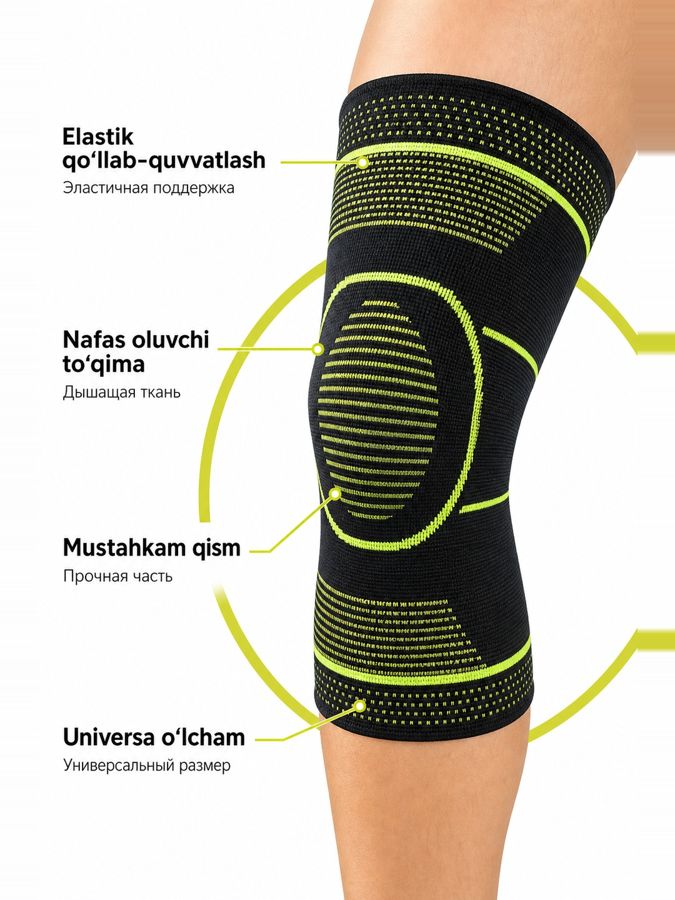 Elastik
qo‘llab-quvvatlash
Эластичная поддержка
Nafas oluvchi
to‘qima
Дышащая ткань
Mustahkam qism
Прочная часть
Universa o‘lcham
Универсальный размер